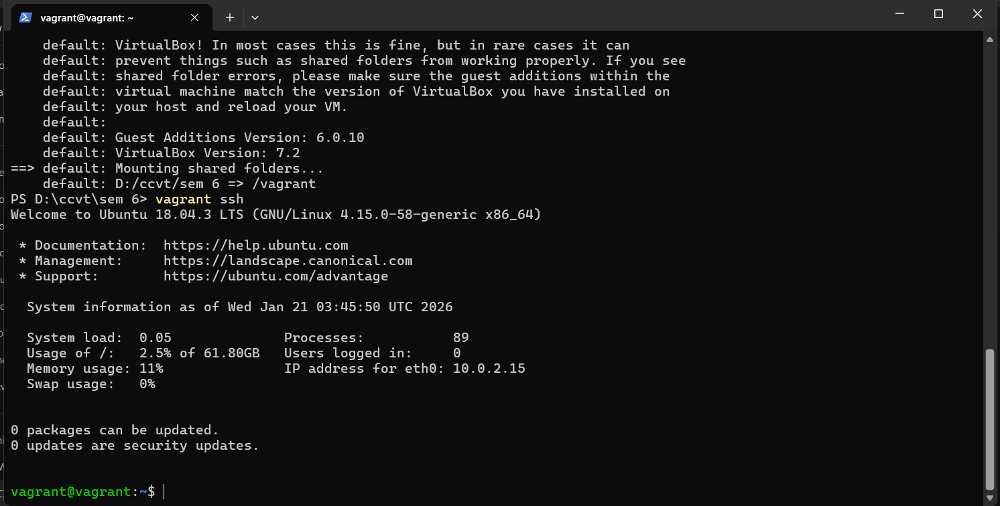 vagrant@vagrant: ~
default: VirtualBox! In most cases this is fine, but in rare cases it can
default: prevent things such as shared folders from working properly. If you see
default: shared folder errors, please make sure the guest additions within the
default: virtual machine match the version of VirtualBox you have installed on
default: your host and reload your VM.
default:
default: Guest Additions Version: 6.0.10
default: VirtualBox Version: 7.2
==> default: Mounting shared folders...
default: D:/ccvt/sem 6 => /vagrant
PS D:\ccvt\sem 6> vagrant ssh
Welcome to Ubuntu 18.04.3 LTS (GNU/Linux 4.15.0-58-generic x86_64)
* Documentation:  https://help.ubuntu.com
* Management:     https://landscape.canonical.com
* Support:        https://ubuntu.com/advantage
System information as of Wed Jan 21 03:45:50 UTC 2026
System load:  0.05              Processes:           89
Usage of /:   2.5% of 61.80GB   Users logged in:     0
Memory usage: 11%               IP address for eth0: 10.0.2.15
Swap usage:   0%
0 packages can be updated.
0 updates are security updates.
vagrant@vagrant:~$